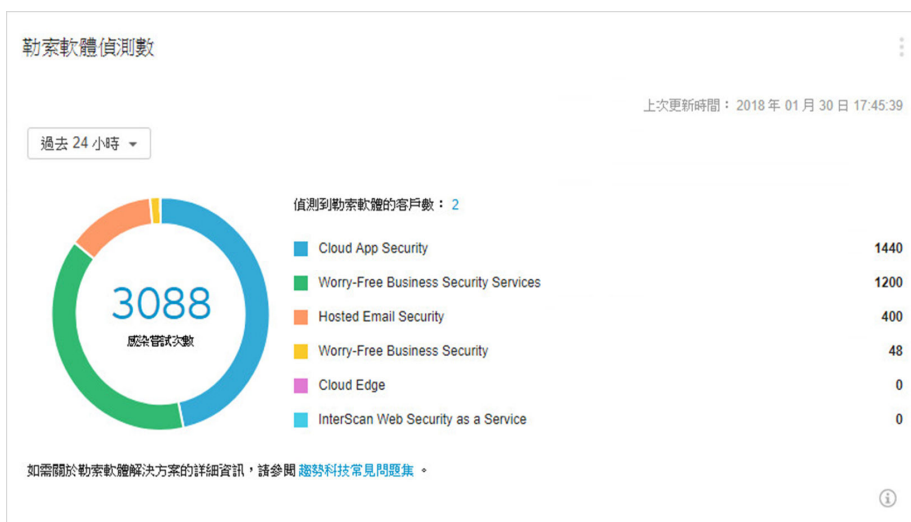 勒索軟體偵測數
上次更新時間： 2018 年 01 月 30 日 17:45:39
過去 24 小時
偵測到勒索軟體的客戶數： 2
3088
感染嘗試次數
Cloud App Security 1440
Worry-Free Business Security Services 1200
Hosted Email Security 400
Worry-Free Business Security 48
Cloud Edge 0
InterScan Web Security as a Service 0
如需關於勒索軟體解決方案的詳細資訊，請參閱 趨勢科技常見問題集 。